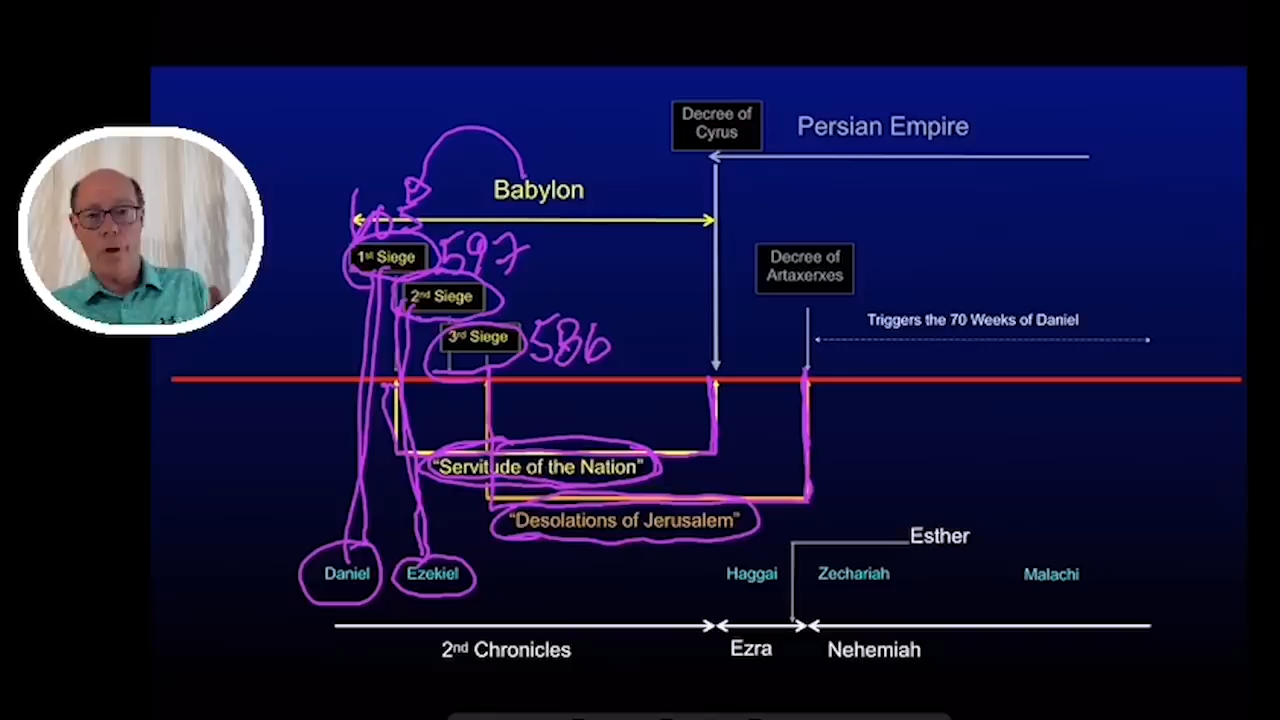 Decree of
Cyrus
Persian Empire
Babylon
605
1st Siege
597
2nd Siege
3rd Siege
586
Decree of
Artaxerxes
Triggers the 70 Weeks of Daniel
"Servitude of the Nation"
"Desolations of Jerusalem"
Esther
Daniel
Ezekiel
Haggai
Zechariah
Malachi
2nd Chronicles
Ezra
Nehemiah